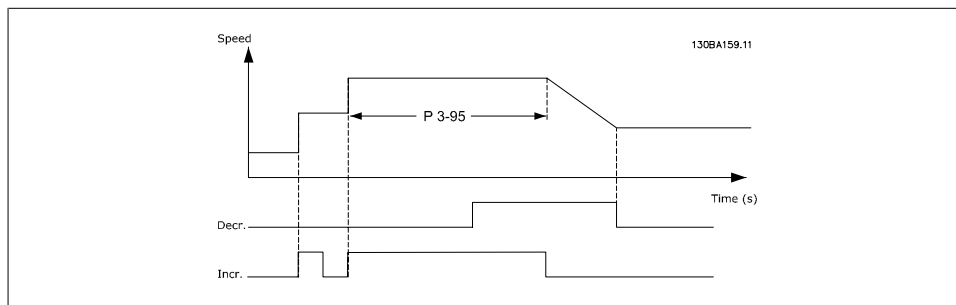 Speed
130BA159.11
P 3-95
Time (s)
Decr.
Incr.